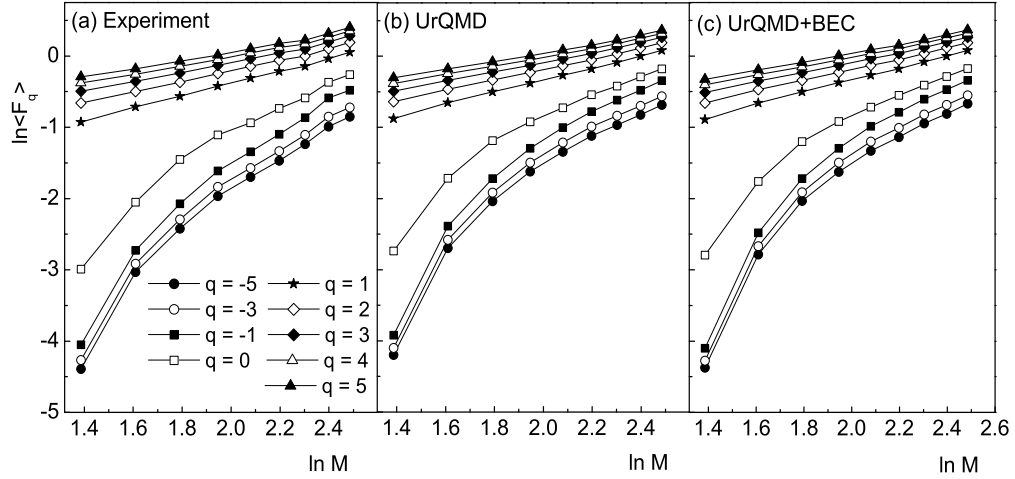 (a) Experiment
(b) UrQMD
(c) UrQMD+BEC
ln<F_q>
0
-1
-2
-3
-4
-5
q = -5
q = 1
q = -3
q = 2
q = -1
q = 3
q = 0
q = 4
q = 5
1.4 1.6 1.8 2.0 2.2 2.4
1.4 1.6 1.8 2.0 2.2 2.4
1.4 1.6 1.8 2.0 2.2 2.4 2.6
ln M
ln M
ln M